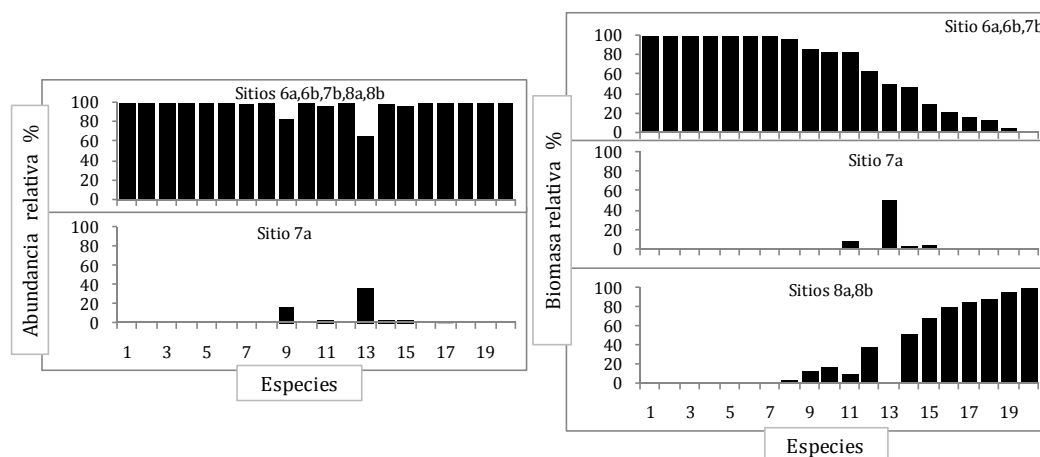 Abundancia relativa %
Sitios 6a,6b,7b,8a,8b
100
80
60
40
20
0
Sitio 7a
100
80
60
40
20
0
1 3 5 7 9 11 13 15 17 19
Especies
Biomasa relativa %
Sitio 6a,6b,7b
100
80
60
40
20
0
Sitio 7a
100
80
60
40
20
0
Sitios 8a,8b
100
80
60
40
20
0
1 3 5 7 9 11 13 15 17 19
Especies